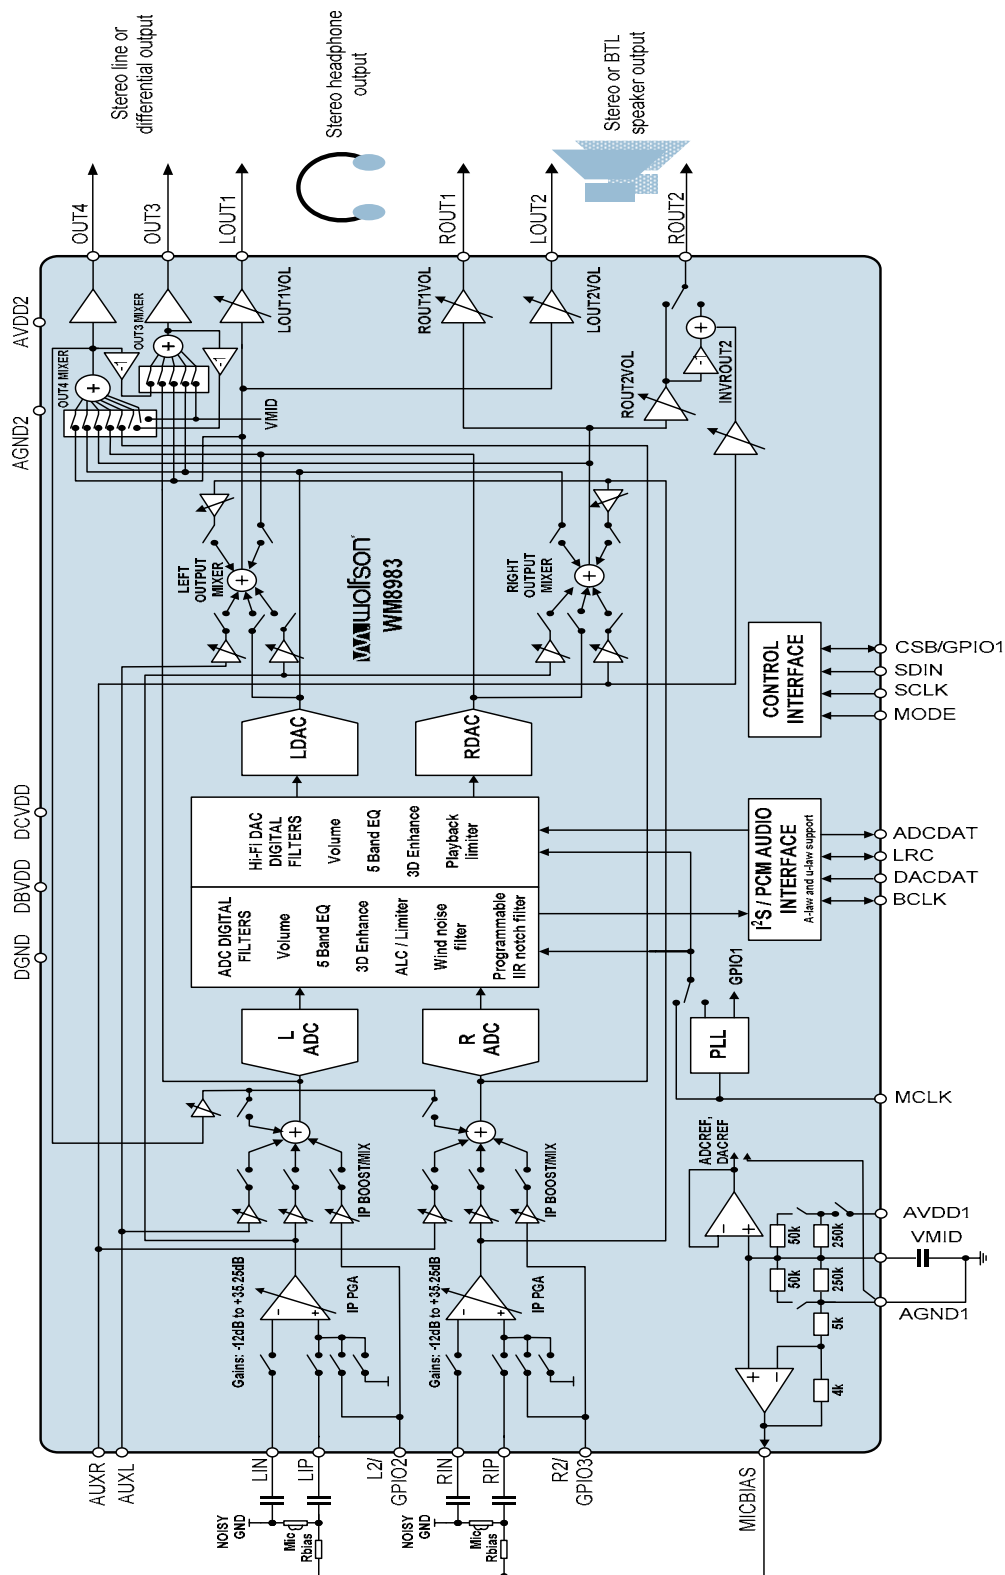 Stereo line or
differential output
Stereo headphone
output
Stereo or BTL
speaker output
OUT4
OUT3
LOUT1
ROUT1
LOUT2
ROUT2
AVDD2
AGND2
DCVDD
DBVDD
DGND
OUT4 MIXER
OUT3 MIXER
-1
-1
LOUT1VOL
ROUT1VOL
LOUT2VOL
ROUT2VOL
-1
INVROUT2
VMID
LEFT
OUTPUT
MIXER
RIGHT
OUTPUT
MIXER
wolfson
WM8983
LDAC
RDAC
Hi-Fi DAC
DIGITAL
FILTERS
Volume
5 Band EQ
3D Enhance
Playback
limiter
ADC DIGITAL
FILTERS
Volume
5 Band EQ
3D Enhance
ALC / Limiter
Wind noise
filter
Programmable
IIR notch filter
L
ADC
R
ADC
CONTROL
INTERFACE
CSB/GPIO1
SDIN
SCLK
MODE
I²S / PCM AUDIO
INTERFACE
A-law and u-law support
ADCDAT
LRC
DACDAT
BCLK
GPIO1
PLL
MCLK
IP BOOST/MIX
IP BOOST/MIX
Gains: -12dB to +35.25dB
IP PGA
Gains: -12dB to +35.25dB
IP PGA
ADCREF,
DACREF
50k
250k
50k
250k
5k
4k
AVDD1
VMID
AGND1
AUXR
AUXL
LIN
LIP
L2/
GPIO2
RIN
RIP
R2/
GPIO3
MICBIAS
NOISY
GND
Mic
Rbias
NOISY
GND
Mic
Rbias